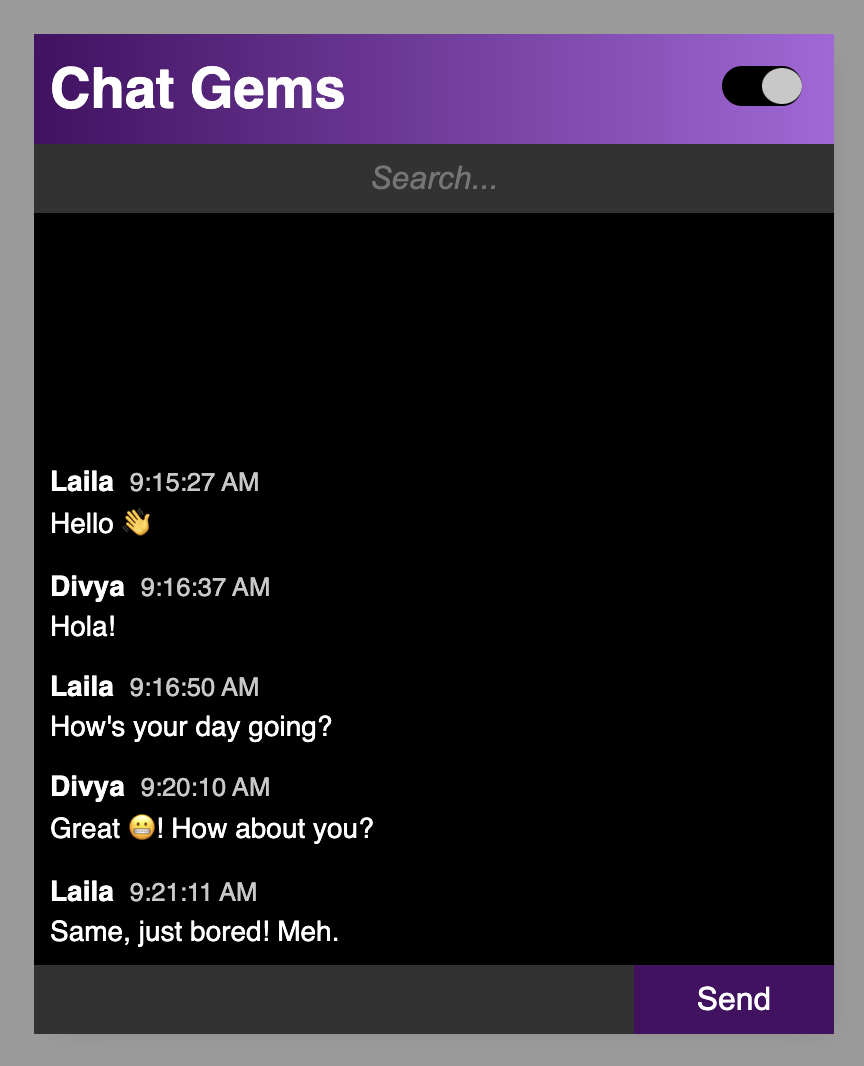 Chat Gems
Search...
Laila 9:15:27 AM
Hello 👋
Divya 9:16:37 AM
Hola!
Laila 9:16:50 AM
How's your day going?
Divya 9:20:10 AM
Great 😬! How about you?
Laila 9:21:11 AM
Same, just bored! Meh.
Send